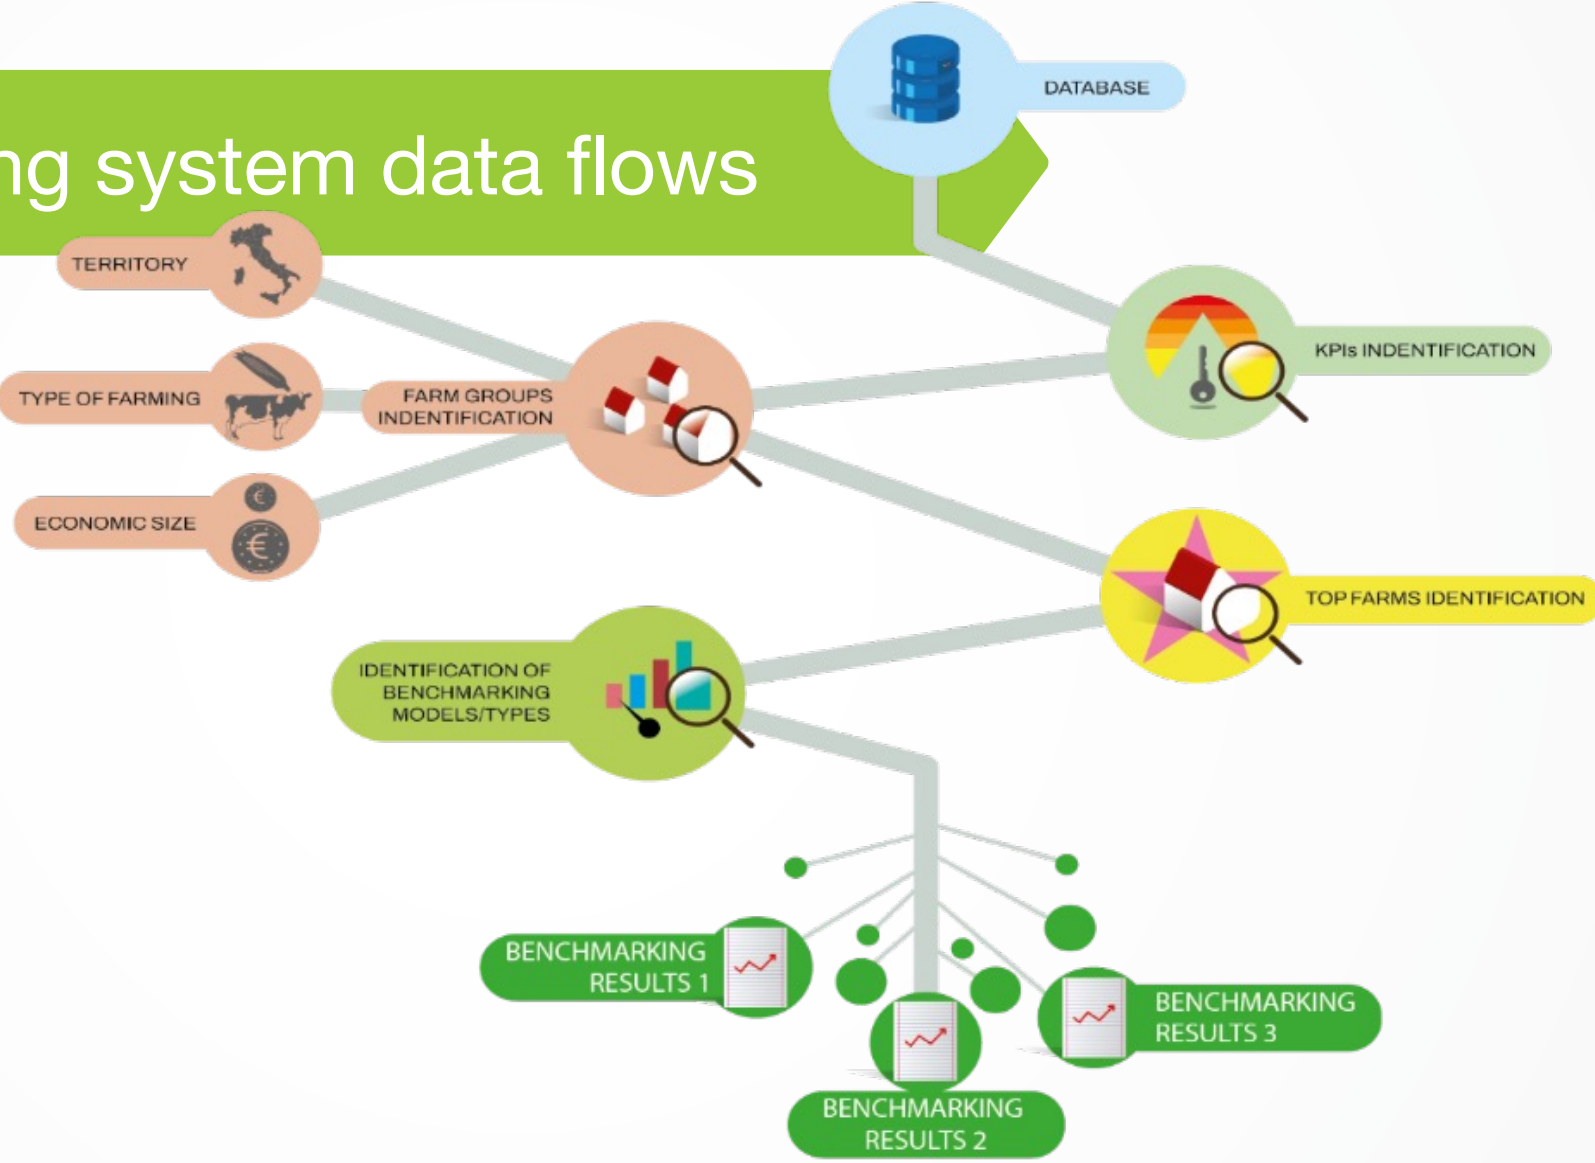 DATABASE
ng system data flows
TERRITORY
KPIs INDENTIFICATION
TYPE OF FARMING
FARM GROUPS
INDENTIFICATION
ECONOMIC SIZE
TOP FARMS IDENTIFICATION
IDENTIFICATION OF
BENCHMARKING
MODELS/TYPES
BENCHMARKING
RESULTS 1
BENCHMARKING
RESULTS 3
BENCHMARKING
RESULTS 2